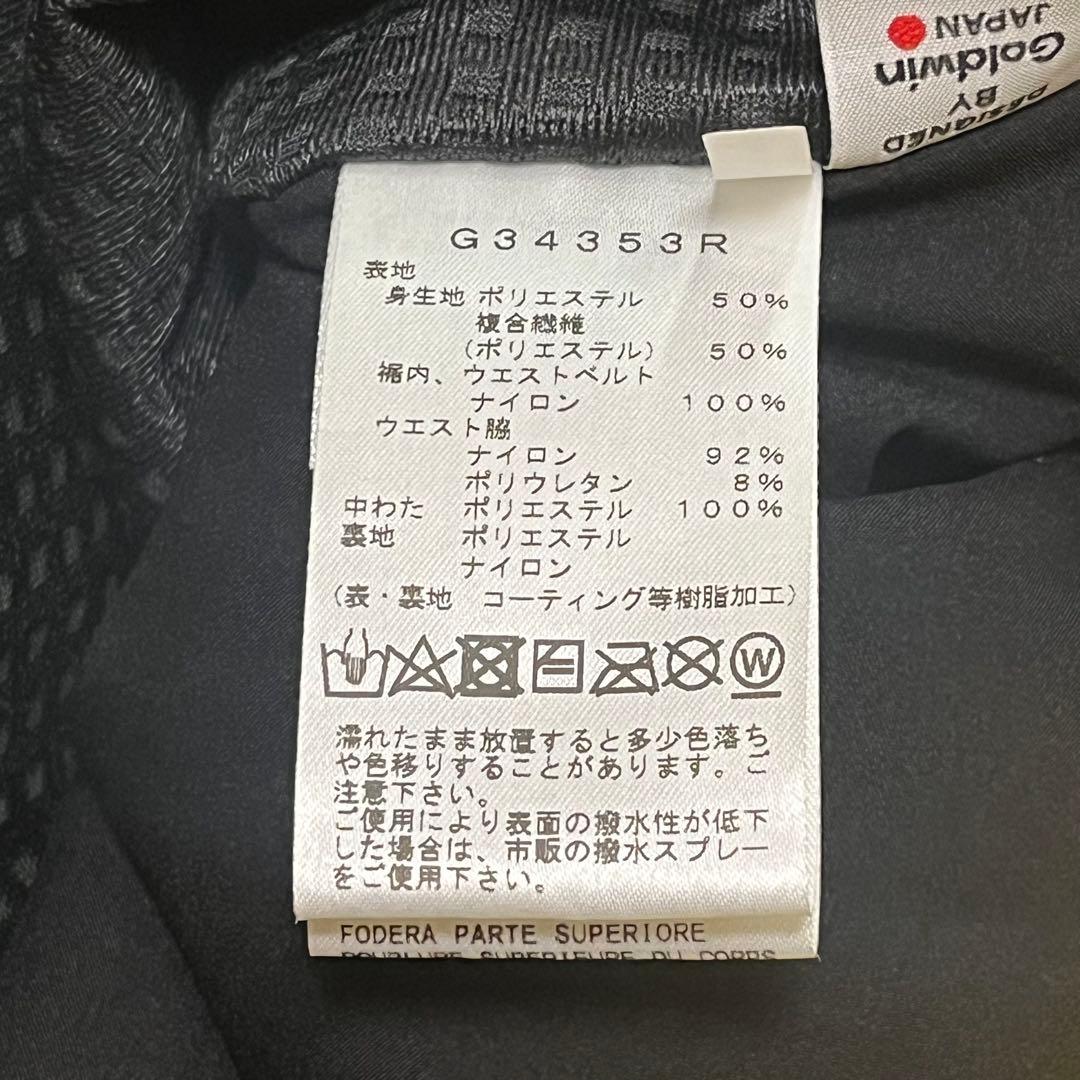 DESIGNED
BY
Goldwin
JAPAN
G34353R
表地
身生地 ポリエステル 50%
複合繊維
(ポリエステル) 50%
裾内、ウエストベルト
ナイロン 100%
ウエスト脇
ナイロン 92%
ポリウレタン 8%
中わた ポリエステル 100%
裏地 ポリエステル
ナイロン
(表・裏地 コーティング等樹脂加工)
W
濡れたまま放置すると多少色落ち
や色移りすることがあります。ご
注意下さい。
ご使用により表面の撥水性が低下
した場合は、市販の撥水スプレー
をご使用下さい。
FODERA PARTE SUPERIORE
DOUBLURE SUPERIEURE DU CORPS